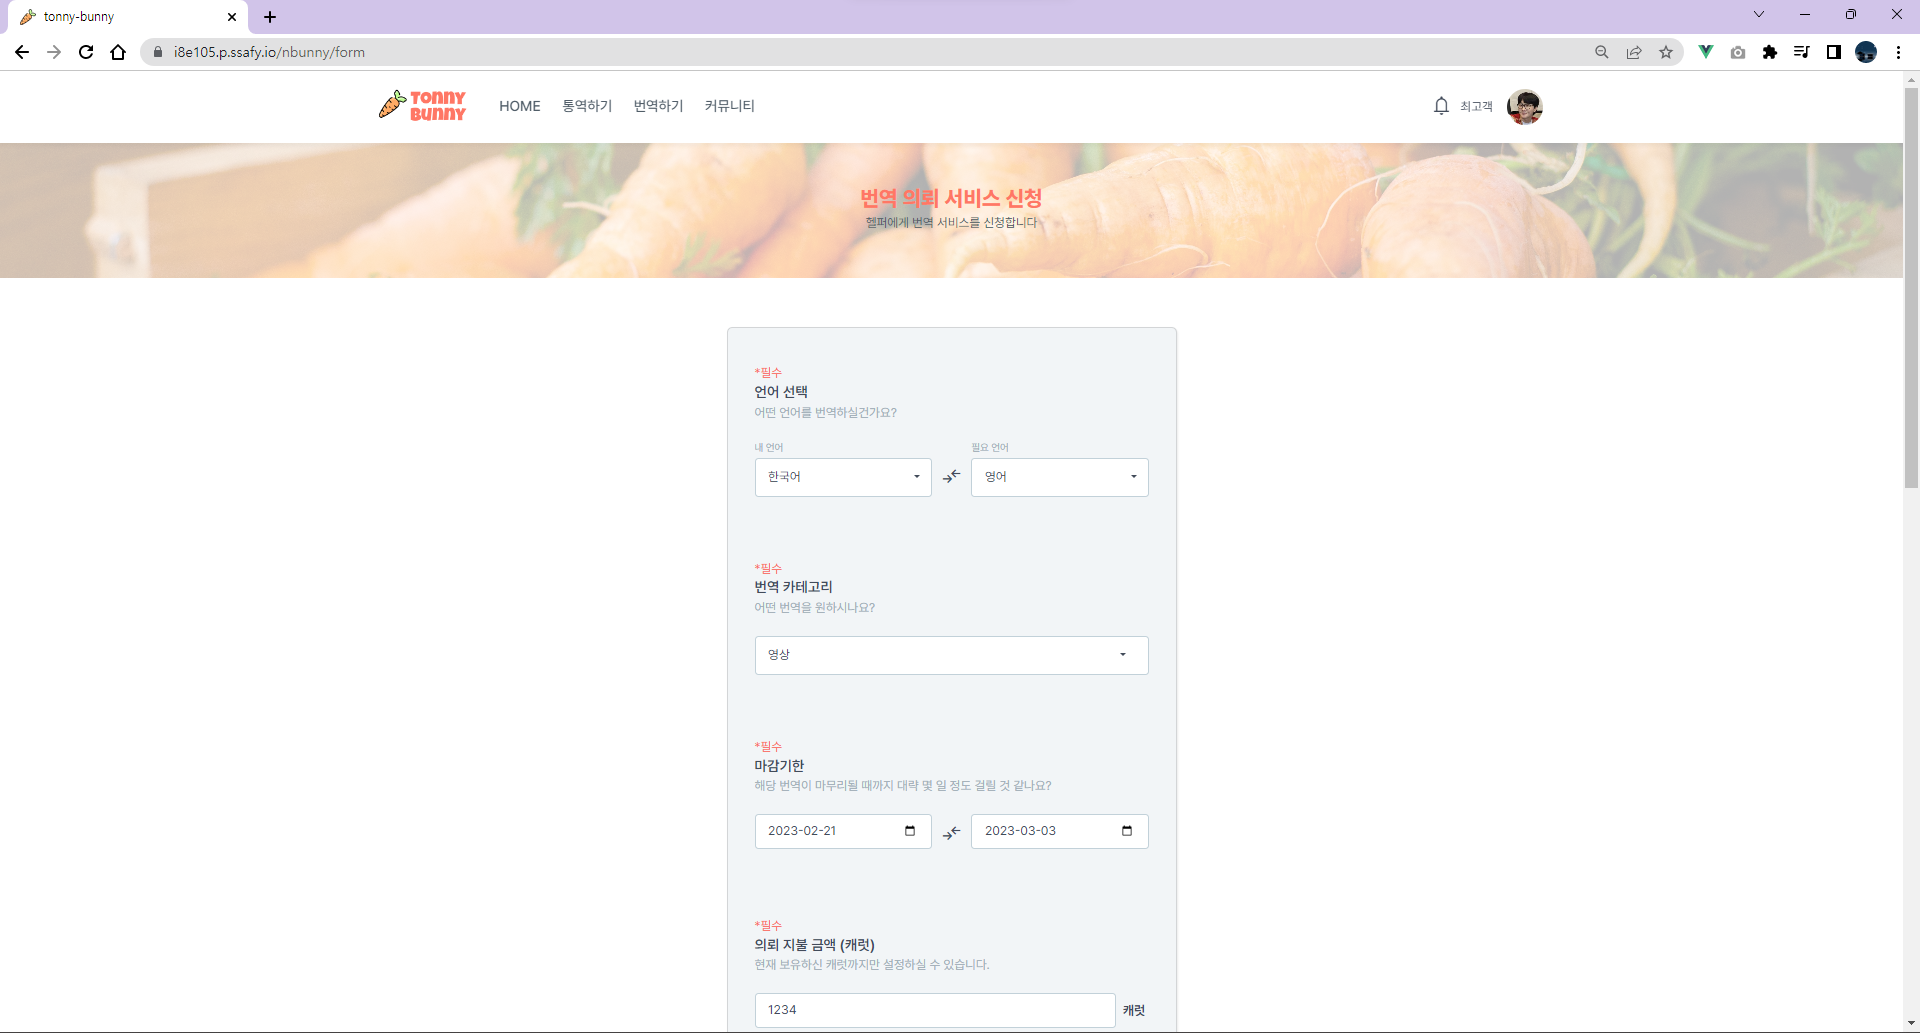 tonny-bunny
i8e105.p.ssafy.io/nbunny/form
TONNY
BUNNY
HOME 통역하기 번역하기 커뮤니티
최고객
번역 의뢰 서비스 신청
헬퍼에게 번역 서비스를 신청합니다
*필수
언어 선택
어떤 언어를 번역하실건가요?
내 언어 필요 언어
한국어 영어
*필수
번역 카테고리
어떤 번역을 원하시나요?
영상
*필수
마감기한
해당 번역이 마무리될 때까지 대략 몇 일 정도 걸릴 것 같나요?
2023-02-21 2023-03-03
*필수
의뢰 지불 금액 (캐럿)
현재 보유하신 캐럿까지만 설정하실 수 있습니다.
1234 캐럿